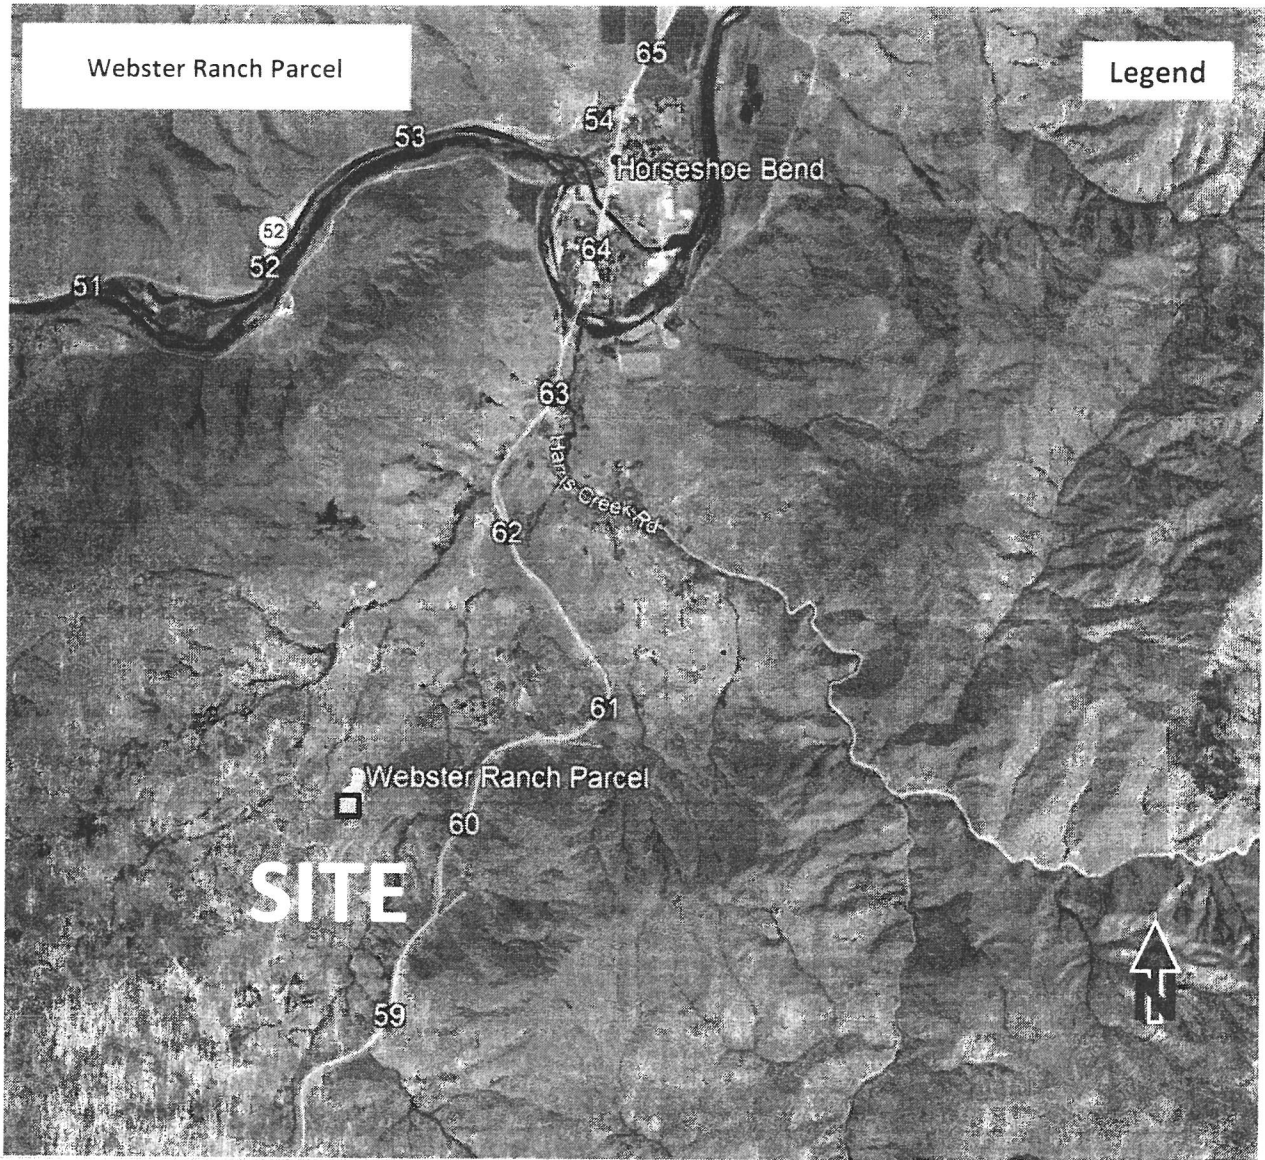 Webster Ranch Parcel
Legend
65
54
53
Horseshoe Bend
52
64
52
51
63
Harris Creek Rd
62
61
Webster Ranch Parcel
60
SITE
N
59